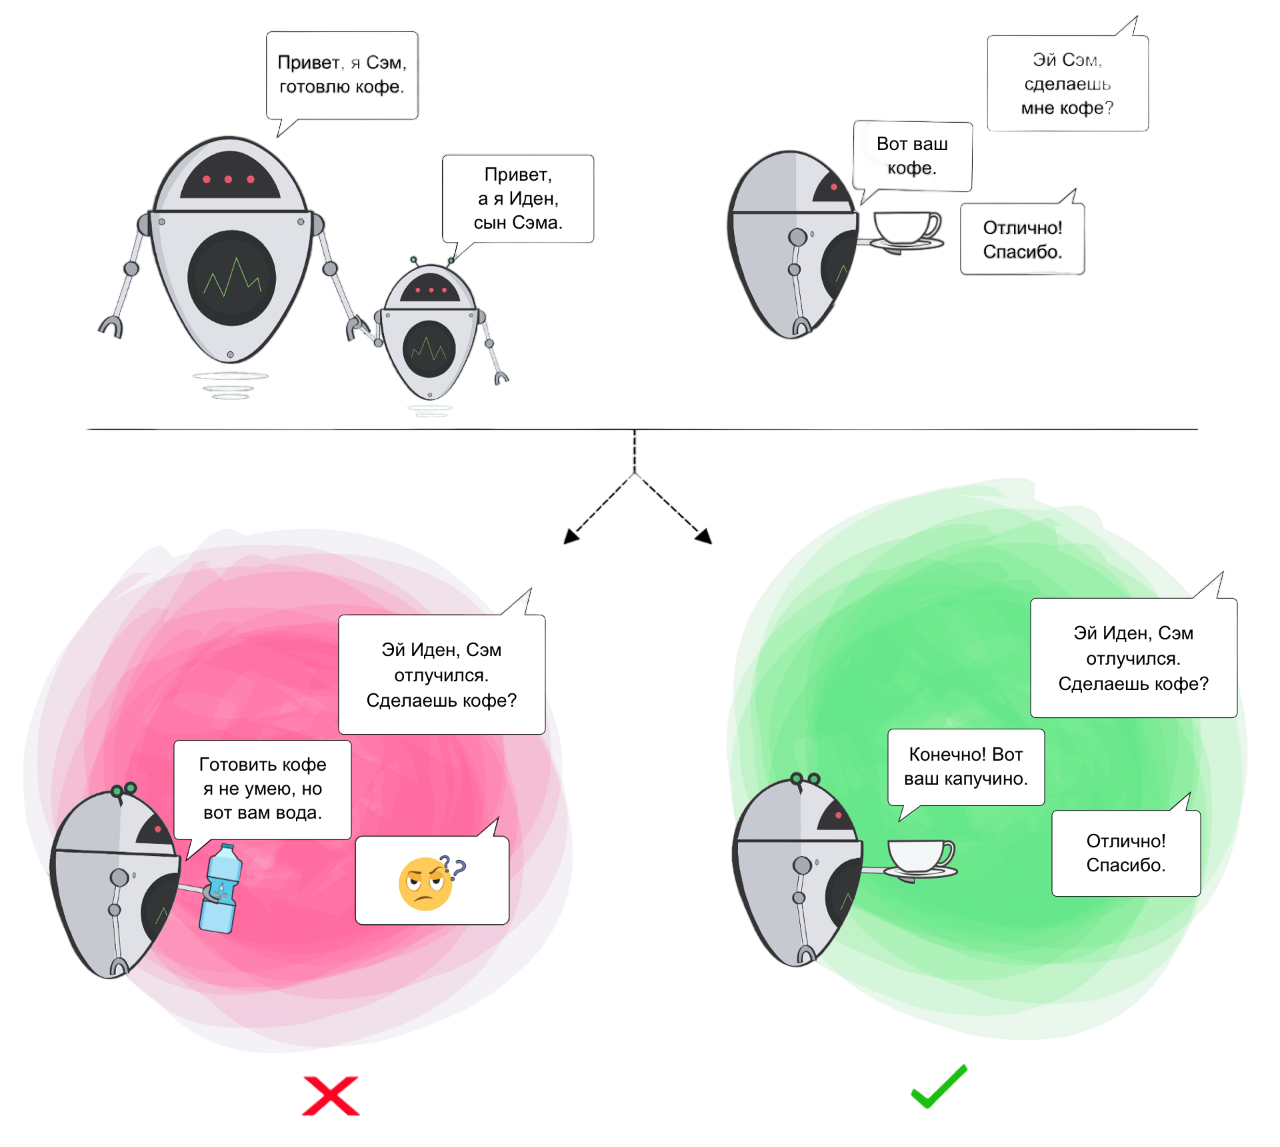 Привет, я Сэм,
готовлю кофе.
Привет,
а я Иден,
сын Сэма.
Эй Сэм,
сделаешь
мне кофе?
Вот ваш
кофе.
Отлично!
Спасибо.
Эй Иден, Сэм
отлучился.
Сделаешь кофе?
Готовить кофе
я не умею, но
вот вам вода.
??
Эй Иден, Сэм
отлучился.
Сделаешь кофе?
Конечно! Вот
ваш капучино.
Отлично!
Спасибо.